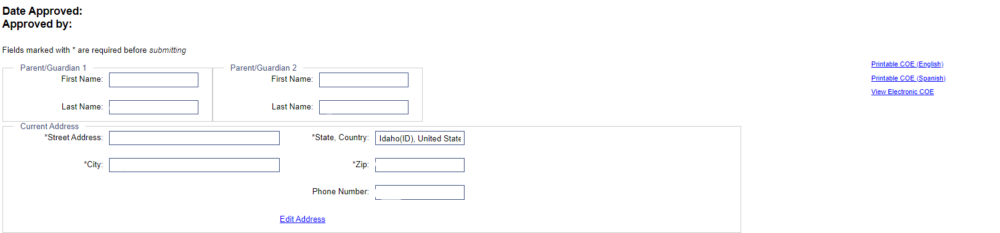 Date Approved:
Approved by:
Fields marked with * are required before submitting
Parent/Guardian 1
First Name:
Last Name:
Parent/Guardian 2
First Name:
Last Name:
Printable COE (English)
Printable COE (Spanish)
View Electronic COE
Current Address
*Street Address:
*State, Country: Idaho(ID), United State
*City:
*Zip:
Phone Number:
Edit Address